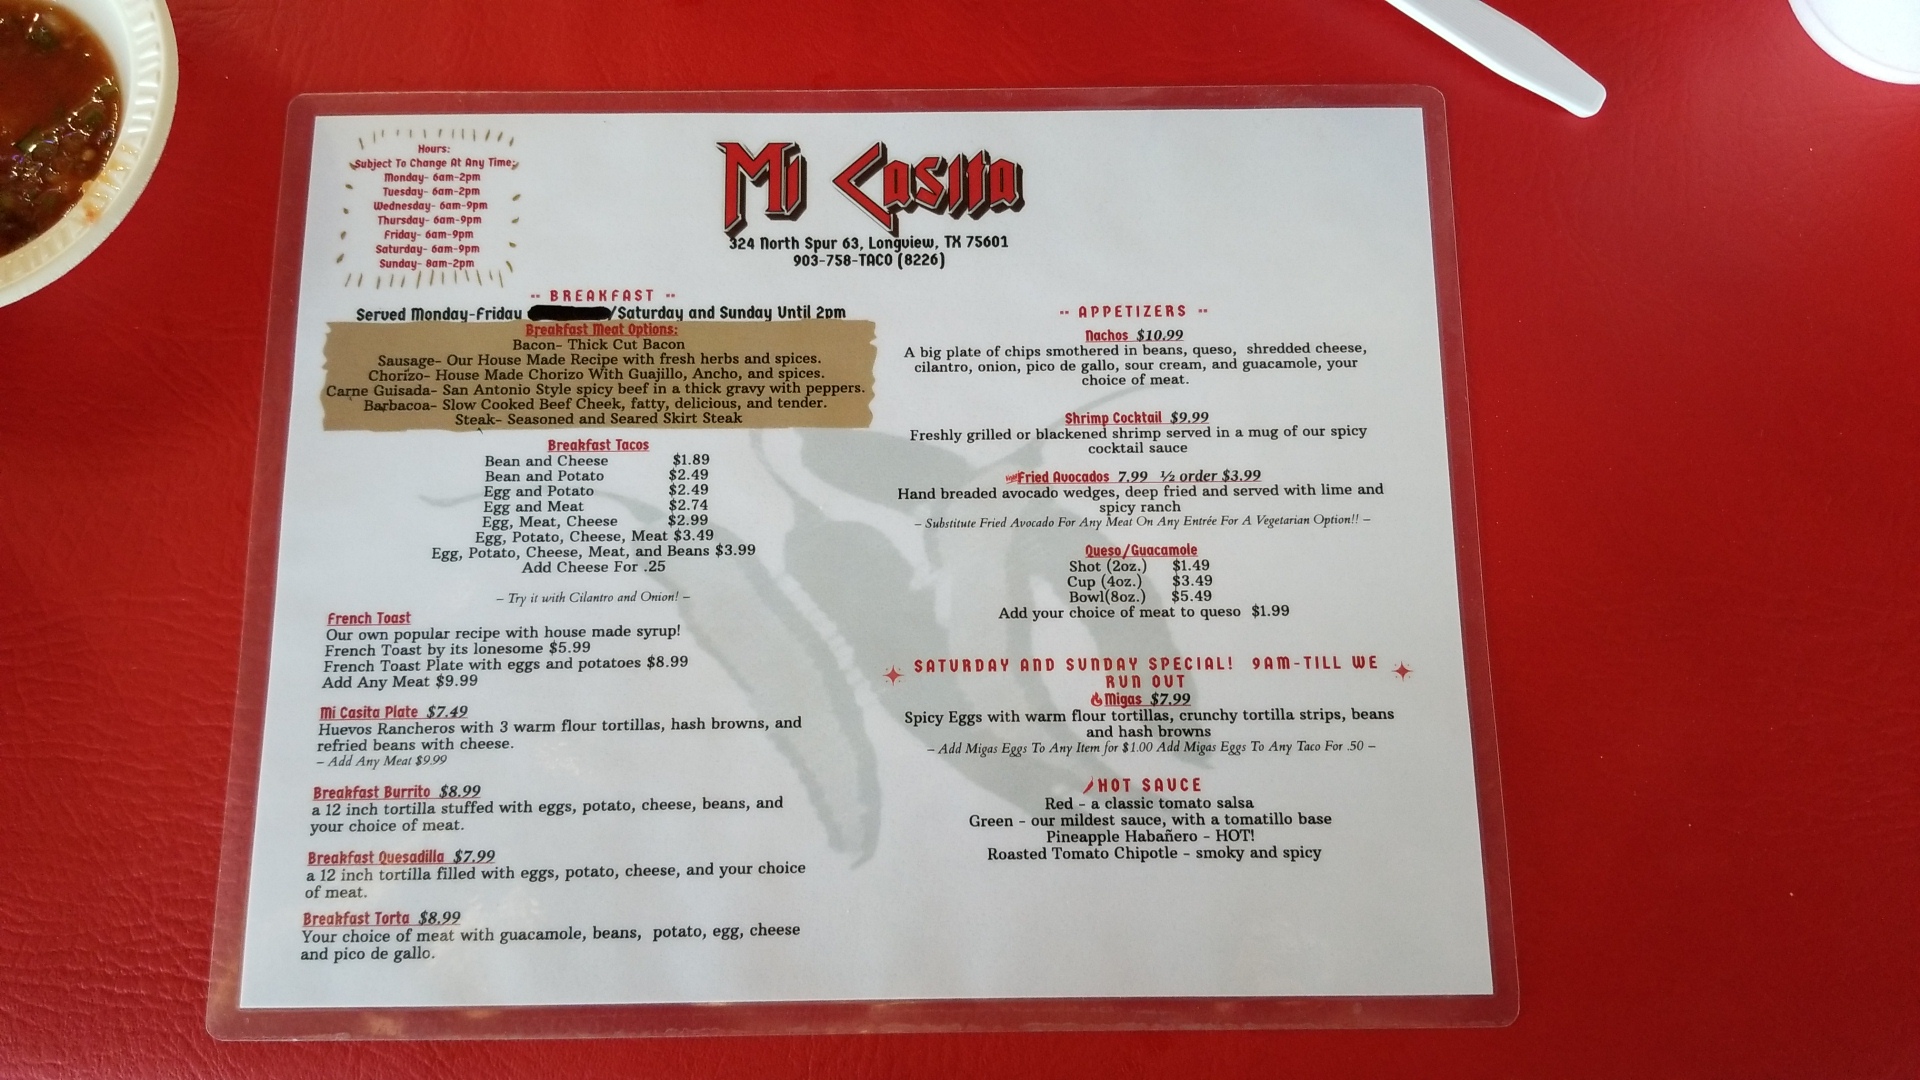 Hours:
Subject To Change At Any Time;
Monday- 6am-2pm
Tuesday- 6am-2pm
Wednesday- 6am-9pm
Thursday- 6am-9pm
Friday- 6am-9pm
Saturday- 6am-9pm
Sunday- 8am-2pm
Mi Casita
324 North Spur 63, Longview, TX 75601
903-758-TACO (8226)
-- BREAKFAST --
Served Monday-Friday /Saturday and Sunday Until 2pm
Breakfast Meat Options:
Bacon- Thick Cut Bacon
Sausage- Our House Made Recipe with fresh herbs and spices.
Chorizo- House Made Chorizo With Guajillo, Ancho, and spices.
Carne Guisada- San Antonio Style spicy beef in a thick gravy with peppers.
Barbacoa- Slow Cooked Beef Cheek, fatty, delicious, and tender.
Steak- Seasoned and Seared Skirt Steak
Breakfast Tacos
Bean and Cheese $1.89
Bean and Potato $2.49
Egg and Potato $2.49
Egg and Meat $2.74
Egg, Meat, Cheese $2.99
Egg, Potato, Cheese, Meat $3.49
Egg, Potato, Cheese, Meat, and Beans $3.99
Add Cheese For .25
– Try it with Cilantro and Onion! –
French Toast
Our own popular recipe with house made syrup!
French Toast by its lonesome $5.99
French Toast Plate with eggs and potatoes $8.99
Add Any Meat $9.99
Mi Casita Plate $7.49
Huevos Rancheros with 3 warm flour tortillas, hash browns, and
refried beans with cheese.
– Add Any Meat $9.99
Breakfast Burrito $8.99
a 12 inch tortilla stuffed with eggs, potato, cheese, beans, and
your choice of meat.
Breakfast Quesadilla $7.99
a 12 inch tortilla filled with eggs, potato, cheese, and your choice
of meat.
Breakfast Torta $8.99
Your choice of meat with guacamole, beans, potato, egg, cheese
and pico de gallo.
-- APPETIZERS --
Nachos $10.99
A big plate of chips smothered in beans, queso, shredded cheese,
cilantro, onion, pico de gallo, sour cream, and guacamole, your
choice of meat.
Shrimp Cocktail $9.99
Freshly grilled or blackened shrimp served in a mug of our spicy
cocktail sauce
Fried Avocados 7.99 ½ order $3.99
Hand breaded avocado wedges, deep fried and served with lime and
spicy ranch
– Substitute Fried Avocado For Any Meat On Any Entrée For A Vegetarian Option!! –
Queso/Guacamole
Shot (2oz.) $1.49
Cup (4oz.) $3.49
Bowl(8oz.) $5.49
Add your choice of meat to queso $1.99
SATURDAY AND SUNDAY SPECIAL! 9AM-TILL WE
RUN OUT
Migas $7.99
Spicy Eggs with warm flour tortillas, crunchy tortilla strips, beans
and hash browns
– Add Migas Eggs To Any Item for $1.00 Add Migas Eggs To Any Taco For .50 –
HOT SAUCE
Red - a classic tomato salsa
Green - our mildest sauce, with a tomatillo base
Pineapple Habañero - HOT!
Roasted Tomato Chipotle - smoky and spicy